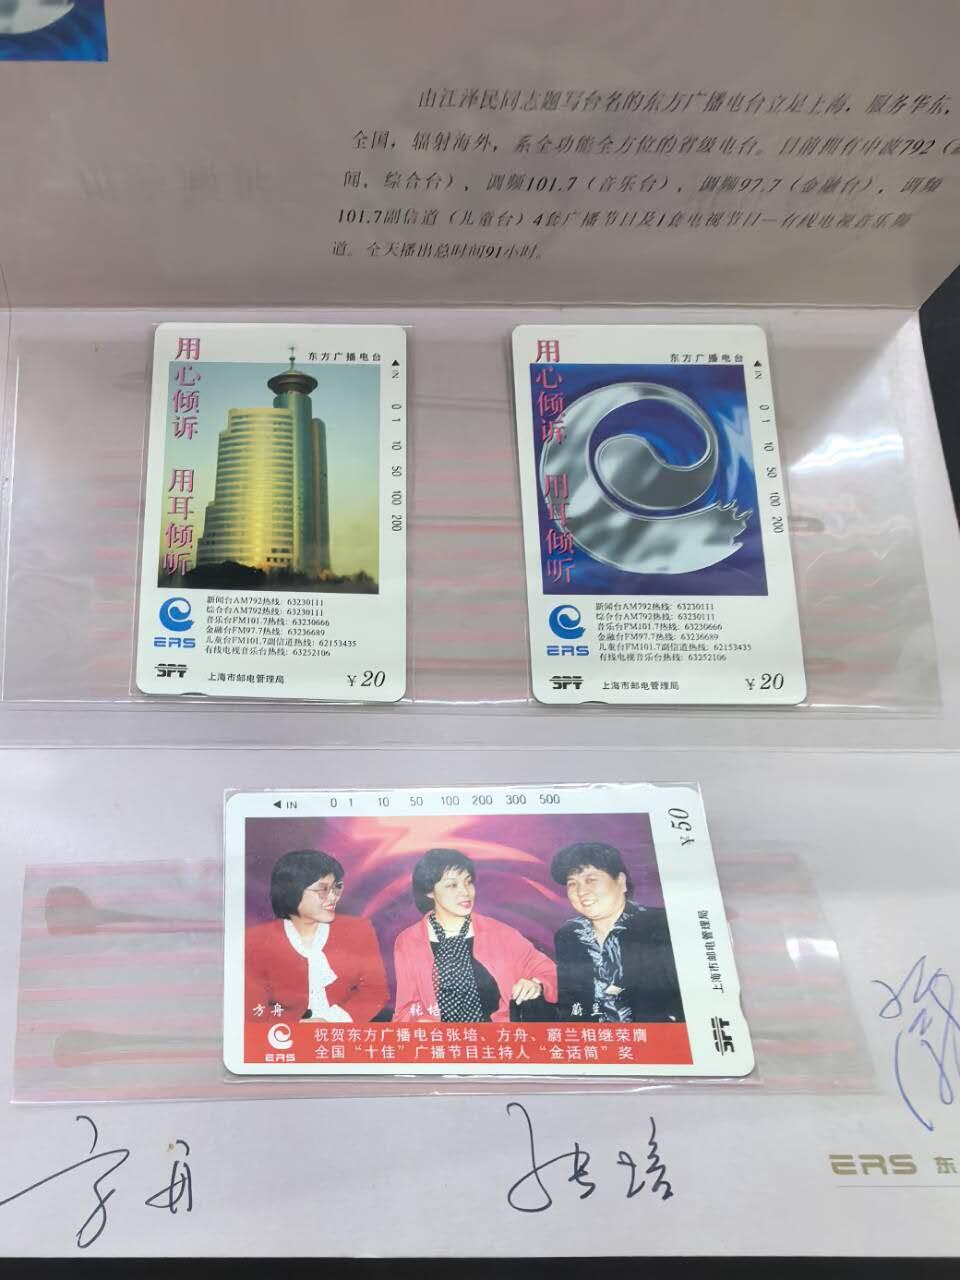 由江泽民同志题写台名的东方广播电台立足上海，服务华东，
全国，辐射海外，系全功能全方位的省级电台。目前拥有中波792（
闻，综合台），调频101.7（音乐台），调频97.7（金融台），调频
101.7副信道（儿童台）4套广播节目及1套电视节目—有线电视音乐频
道。全天播出总时间91小时。
用心倾诉 用耳倾听
东方广播电台
IN 0 1 10 50 100 200
新闻台AM792热线: 63230111
综合台AM792热线: 63230111
音乐台FM101.7热线: 63230666
金融台FM97.7热线: 63236689
儿童台FM101.7副信道热线: 62153435
有线电视音乐台热线: 63252106
ERS
SPT 上海市邮电管理局 ￥20
用心倾诉 用耳倾听
东方广播电台
IN 0 1 10 50 100 200
新闻台AM792热线: 63230111
综合台AM792热线: 63230111
音乐台FM101.7热线: 63230666
金融台FM97.7热线: 63236689
儿童台FM101.7副信道热线: 62153435
有线电视音乐台热线: 63252106
ERS
SPT 上海市邮电管理局 ￥20
IN 0 1 10 50 100 200 300 500
￥50
上海市邮电管理局
SPT
方舟 张培 蔚兰
祝贺东方广播电台张培、方舟、蔚兰相继荣膺
全国“十佳”广播节目主持人“金话筒”奖
ERS
方舟
张培
ERS 东